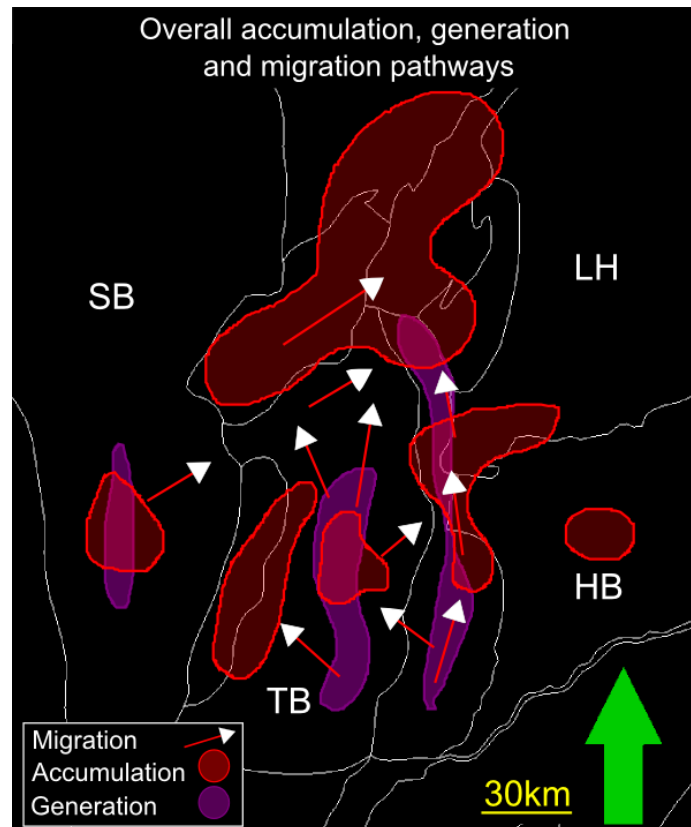 Overall accumulation, generation
and migration pathways
SB
LH
HB
TB
Migration
Accumulation
Generation
30km